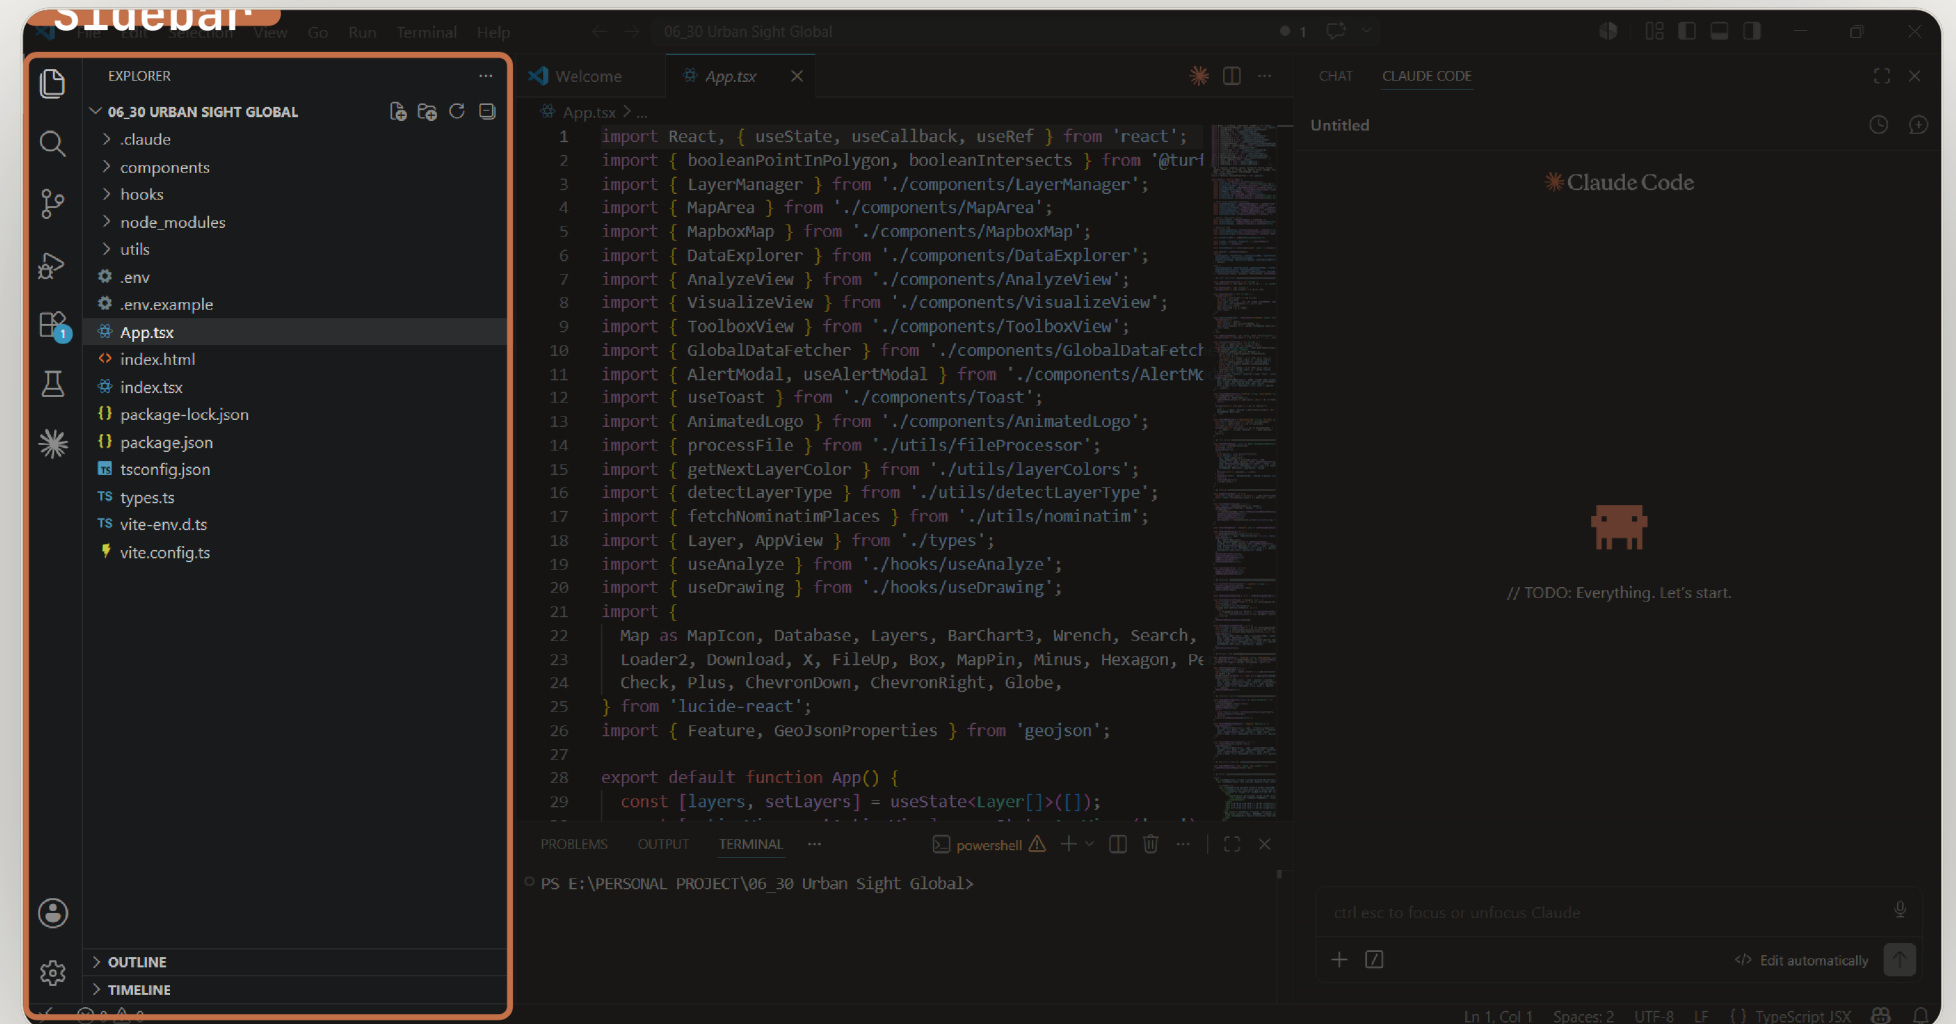 Sidebar
File Edit Selection View Go Run Terminal Help
06_30 Urban Sight Global
1
EXPLORER
06_30 URBAN SIGHT GLOBAL
.claude
components
hooks
node_modules
utils
.env
.env.example
App.tsx
index.html
index.tsx
package-lock.json
package.json
TS tsconfig.json
TS types.ts
TS vite-env.d.ts
vite.config.ts
1
OUTLINE
TIMELINE
Welcome
App.tsx
App.tsx > ...
1 import React, { useState, useCallback, useRef } from 'react';
2 import { booleanPointInPolygon, booleanIntersects } from '@turf
3 import { LayerManager } from './components/LayerManager';
4 import { MapArea } from './components/MapArea';
5 import { MapboxMap } from './components/MapboxMap';
6 import { DataExplorer } from './components/DataExplorer';
7 import { AnalyzeView } from './components/AnalyzeView';
8 import { VisualizeView } from './components/VisualizeView';
9 import { ToolboxView } from './components/ToolboxView';
10 import { GlobalDataFetcher } from './components/GlobalDataFetch
11 import { AlertModal, useAlertModal } from './components/AlertMo
12 import { useToast } from './components/Toast';
13 import { AnimatedLogo } from './components/AnimatedLogo';
14 import { processFile } from './utils/fileProcessor';
15 import { getNextLayerColor } from './utils/layerColors';
16 import { detectLayerType } from './utils/detectLayerType';
17 import { fetchNominatimPlaces } from './utils/nominatim';
18 import { Layer, AppView } from './types';
19 import { useAnalyze } from './hooks/useAnalyze';
20 import { useDrawing } from './hooks/useDrawing';
21 import {
22 Map as MapIcon, Database, Layers, BarChart3, Wrench, Search,
23 Loader2, Download, X, FileUp, Box, MapPin, Minus, Hexagon, Pe
24 Check, Plus, ChevronDown, ChevronRight, Globe,
25 } from 'lucide-react';
26 import { Feature, GeoJsonProperties } from 'geojson';
27
28 export default function App() {
29 const [layers, setLayers] = useState<Layer[]>([]);
PROBLEMS OUTPUT TERMINAL ...
powershell
PS E:\PERSONAL PROJECT\06_30 Urban Sight Global>
CHAT CLAUDE CODE
Untitled
Claude Code
// TODO: Everything. Let's start.
ctrl esc to focus or unfocus Claude
Edit automatically
0 0
Ln 1, Col 1 Spaces: 2 UTF-8 LF { } TypeScript JSX